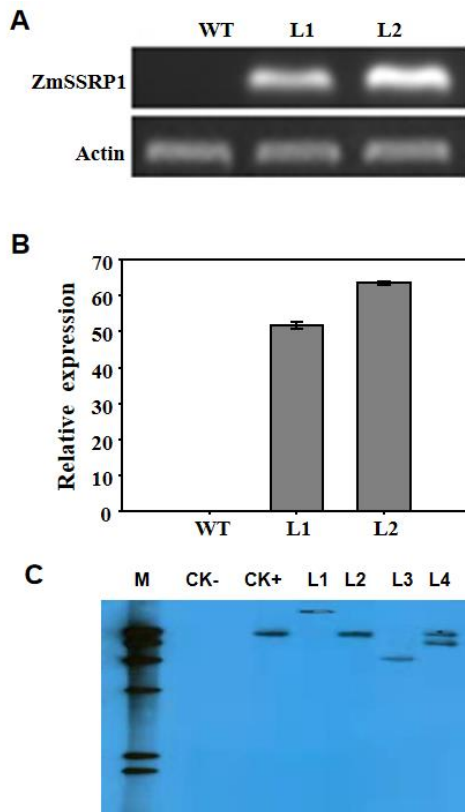 A
WT L1 L2
ZmSSRP1
Actin
B
Relative expression
70
60
50
40
30
20
10
0
WT L1 L2
C
M CK- CK+ L1 L2 L3 L4